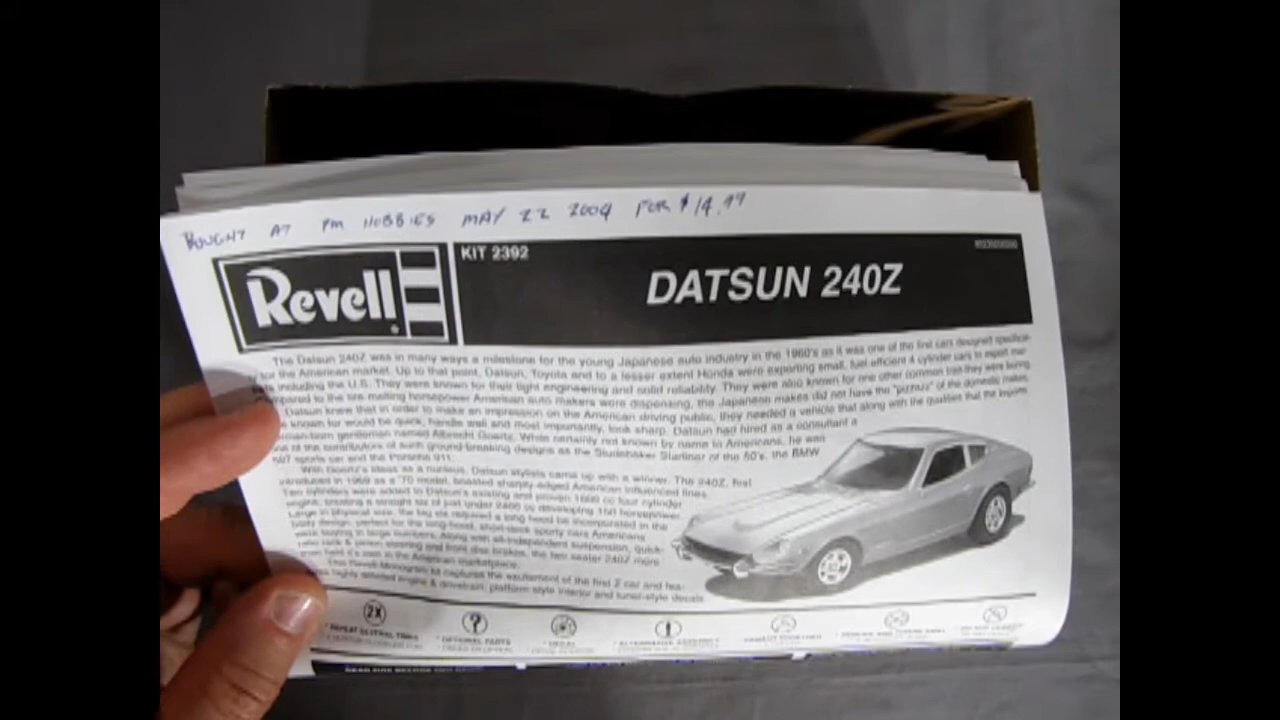 BOUGHT AT PM HOBBIES MAY 22 2004 FOR $14.99
KIT 2392
Revell
DATSUN 240Z
The Datsun 240Z was in many ways a milestone for the young Japanese auto industry in the 1960's as it was one of the first cars designed specifical-
for the American market. Up to that point, Datsun, Toyota and to a lesser extent Honda were exporting small, fuel efficient 4 cylinder cars to
including the U.S. They were known for their tight engineering and solid reliability. They were also known for one other common trait they were being
compared to the tire-melting horsepower American auto makers were dispensing, the Japanese makes did not have the "pizzazz" of the domestic makes.
Datsun knew that in order to make an impression on the American driving public, they needed a vehicle that along with the qualities that the imports
known for would be quick, handle well and most importantly, look sharp. Datsun had hired as a consultant a
gentleman named Albrecht Goertz. While certainly not known by name to Americans, he was
of the contributors of such ground breaking designs as the Studebaker Starliner of the 50's, the BMW
507 sports car and the Porsche 911.
With Goertz's ideas as a nucleus, Datsun stylists came up with a winner. The 240Z, first
introduced in 1969 as a '70 model, boasted sharply-edged American influenced lines.
Two cylinders were added to Datsun's existing and proven 1600 cc four cylinder
engine, creating a straight six of just under 2400 cc developing 150 horsepower.
Large in physical size, the big six required a long hood be incorporated in the
body design, perfect for the long-hood, short-deck sporty cars Americans
were buying in large numbers. Along with all-independent suspension, quick-
ratio rack & pinion steering and front disc brakes, the two seater 240Z more
than held it's own in the American marketplace.
This Revell-Monogram kit captures the excitement of the first Z car and fea-
highly detailed engine & drivetrain, platform style interior and tuner-style decals
2X
?
REPEAT SEVERAL TIMES
OPTIONAL PARTS
DECAL
ALTERNATIVE ASSEMBLY